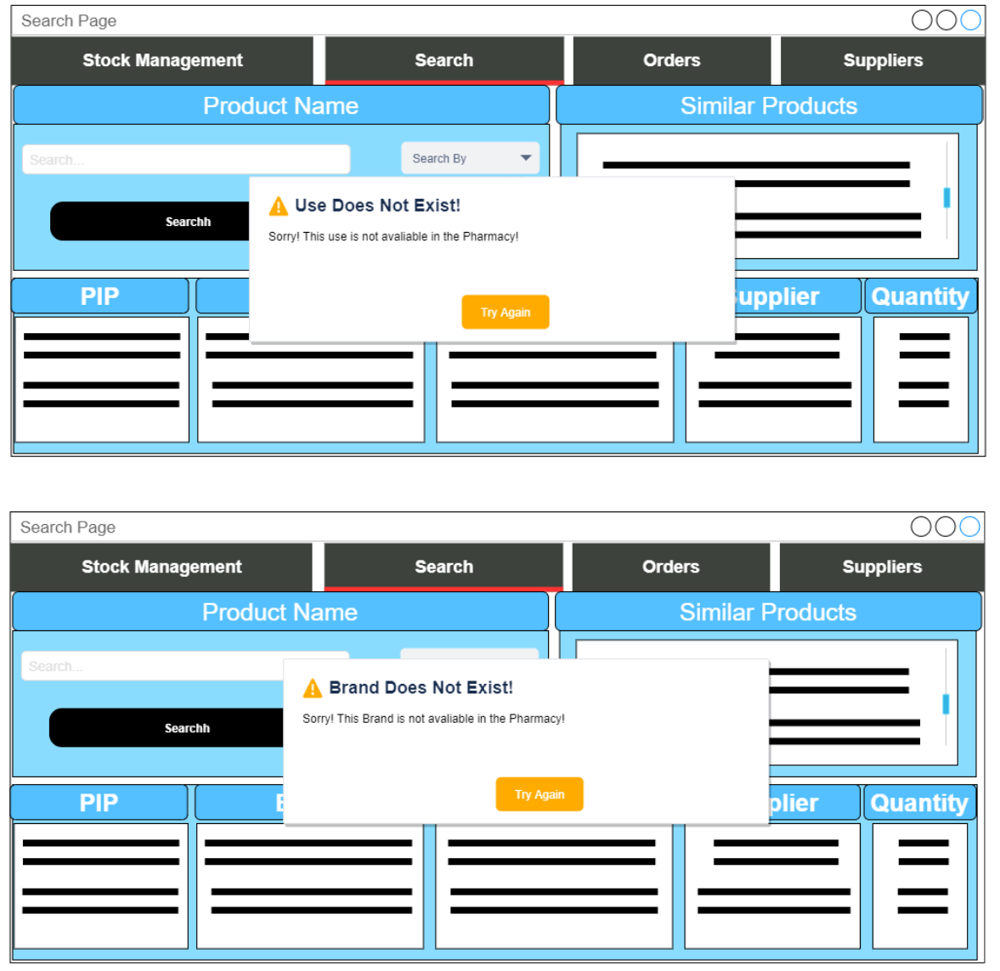 Search Page
Stock Management Search Orders Suppliers
Product Name Similar Products
Search...
Search By
Searchh
Use Does Not Exist!
Sorry! This use is not avaliable in the Pharmacy!
Try Again
PIP upplier Quantity
Search Page
Stock Management Search Orders Suppliers
Product Name Similar Products
Search...
Searchh
Brand Does Not Exist!
Sorry! This Brand is not avaliable in the Pharmacy!
Try Again
PIP plier Quantity